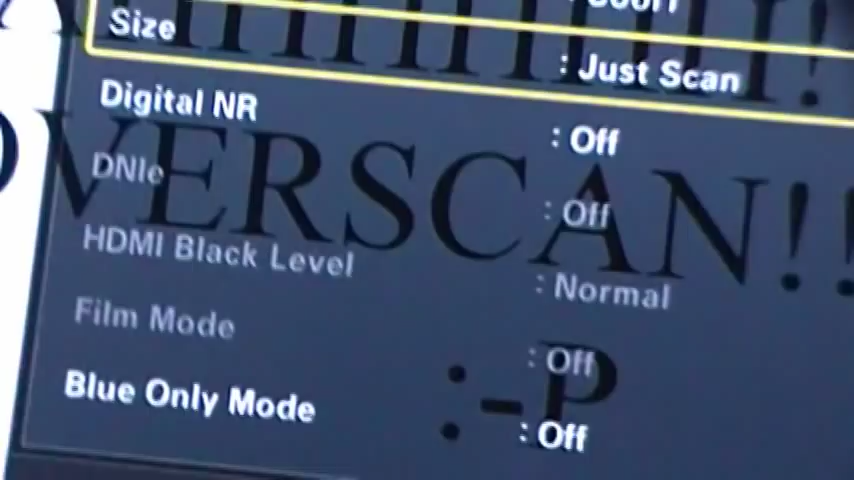 Size : Just Scan
Digital NR : Off
DNIe : Off
HDMI Black Level : Normal
Film Mode : Off
Blue Only Mode : Off
VERSCAN!!
:-P